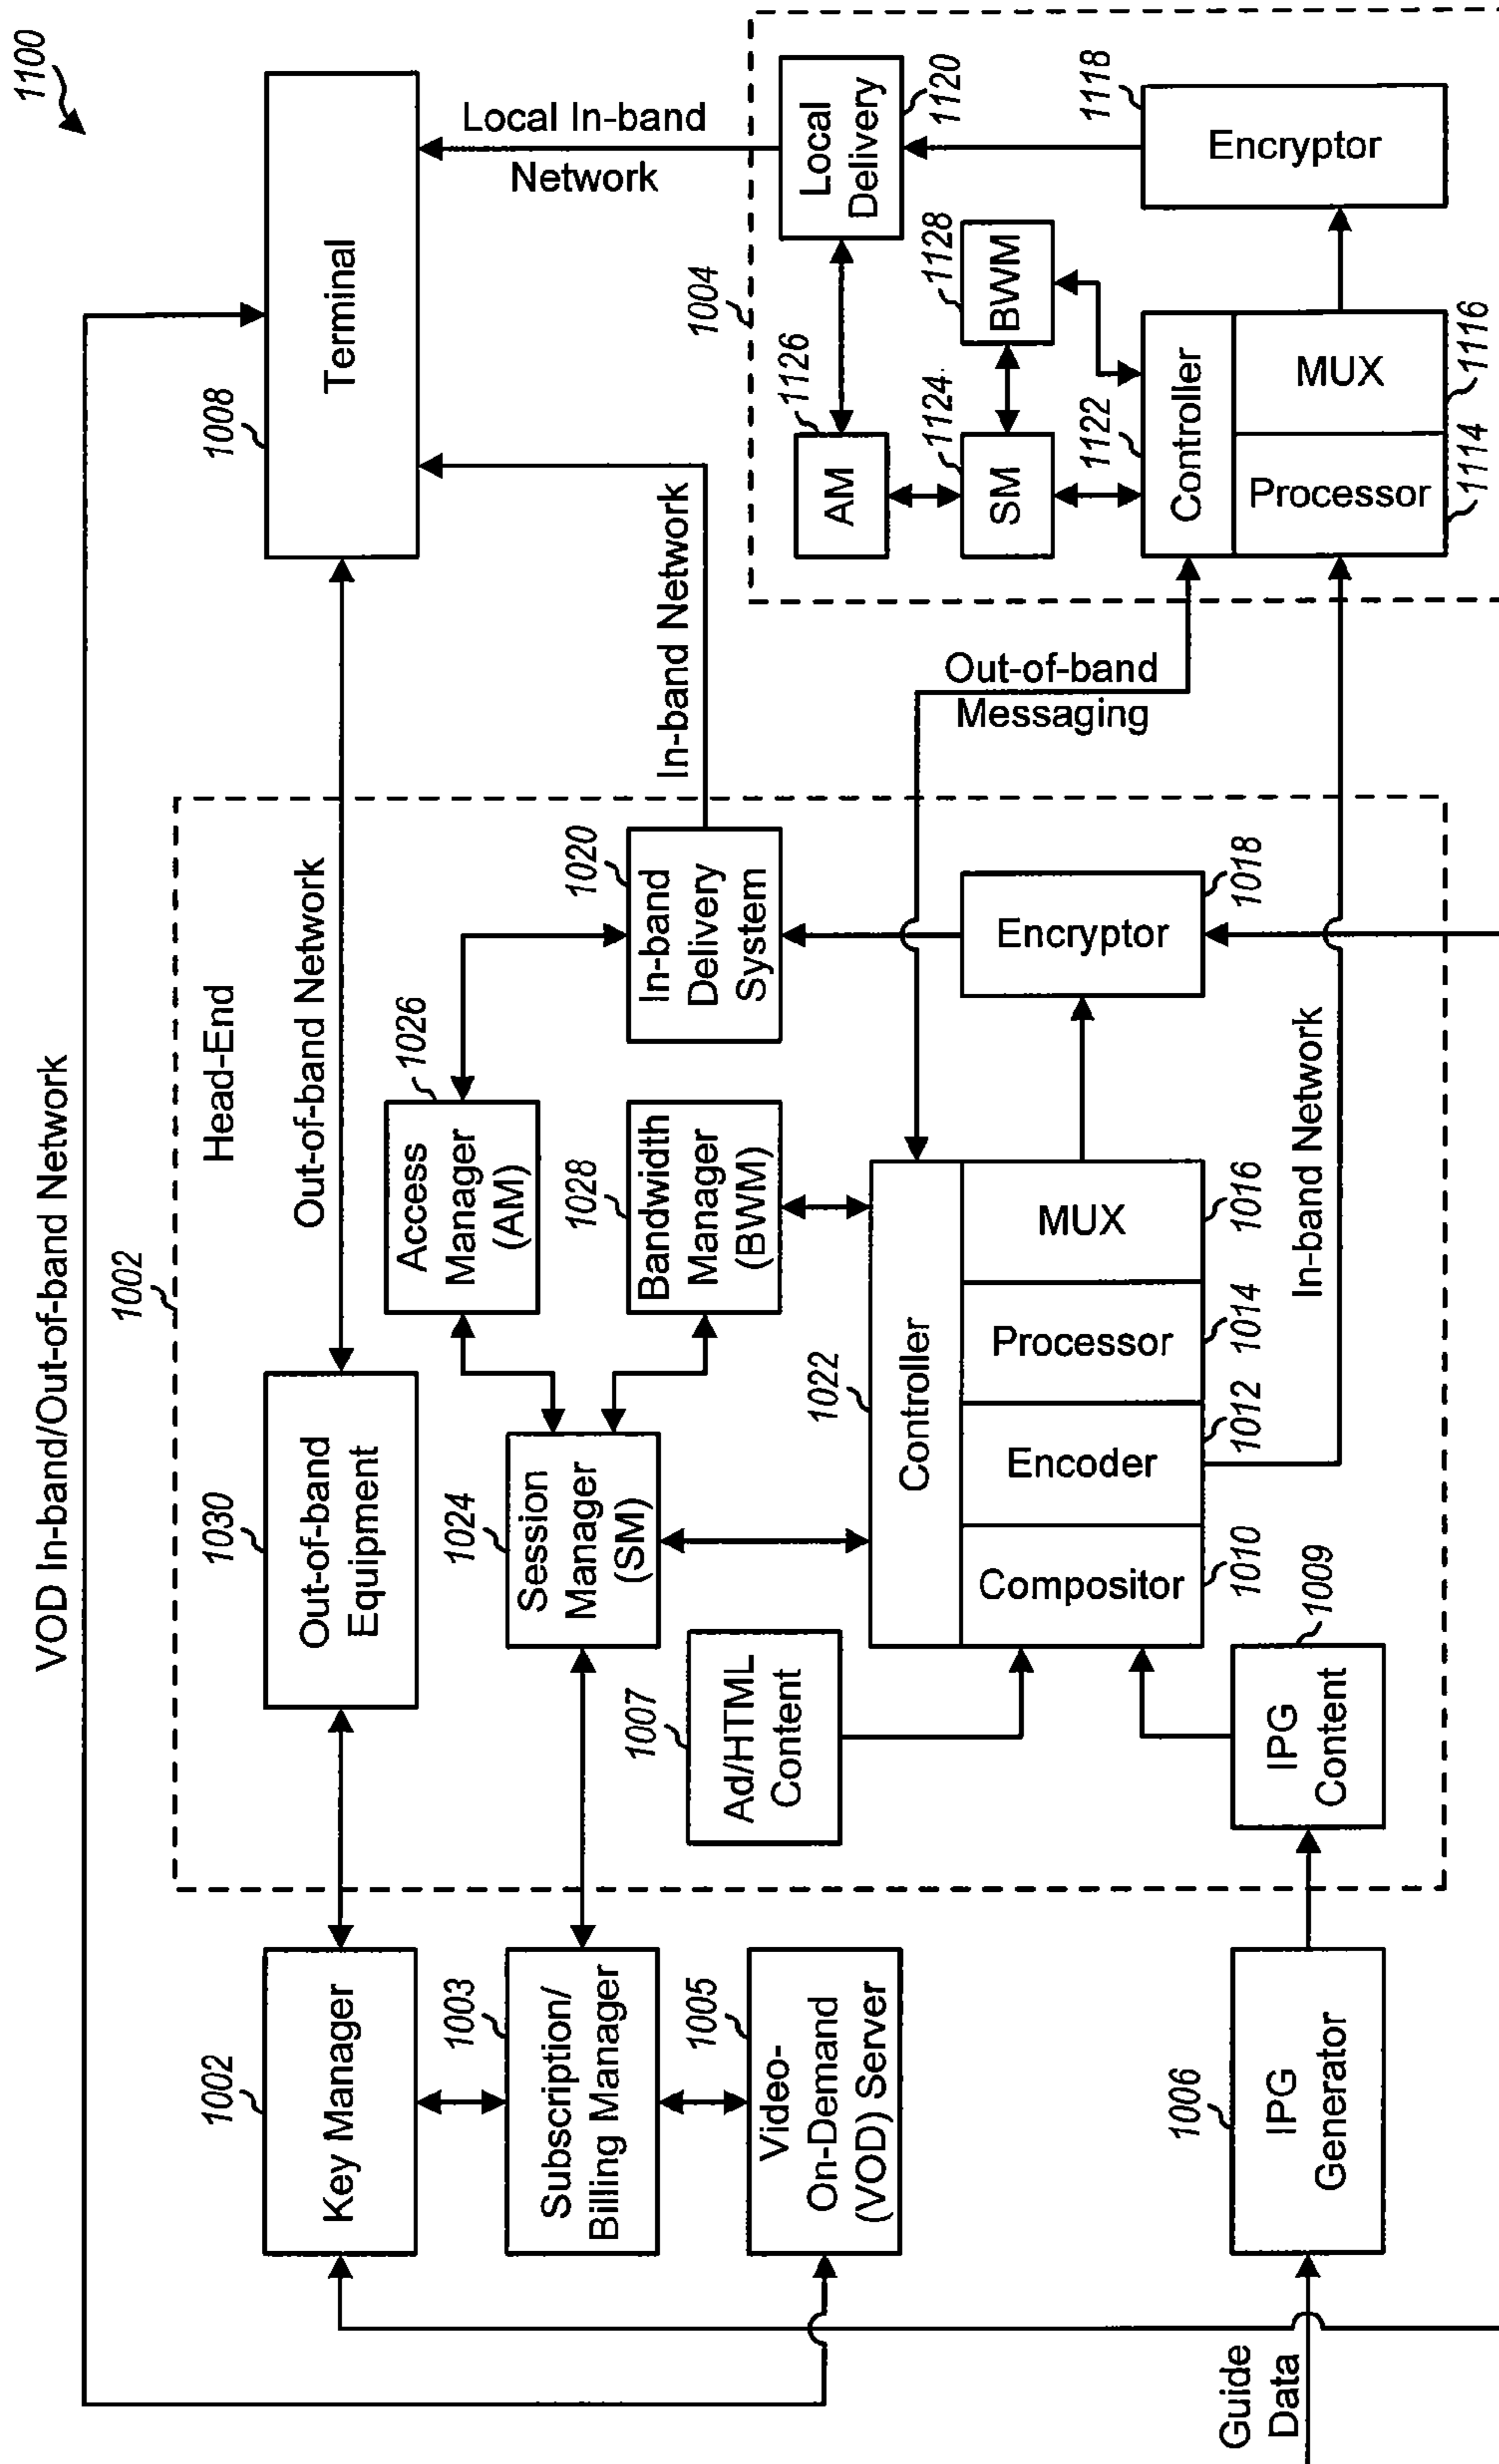 1100
VOD In-band/Out-of-band Network
1002
Head-End
1002
Key Manager
1030
Out-of-band
Equipment
Out-of-band Network
1008
Terminal
1003
Subscription/
Billing Manager
1024
Session
Manager
(SM)
1026
Access
Manager
(AM)
1020
In-band
Delivery
System
In-band Network
Local In-band
Network
1005
Video-
On-Demand
(VOD) Server
1007
Ad/HTML
Content
1028
Bandwidth
Manager
(BWM)
1004
1126
AM
Local
Delivery
1120
1022
Controller
Compositor
1010
Encoder
1012
Processor
1014
MUX
1016
Encryptor
1018
Out-of-band
Messaging
1124
SM
BWM
1128
1122
Controller
Processor
1114
MUX
1116
Encryptor
1118
Guide
Data
1006
IPG
Generator
IPG
Content
1009
In-band Network